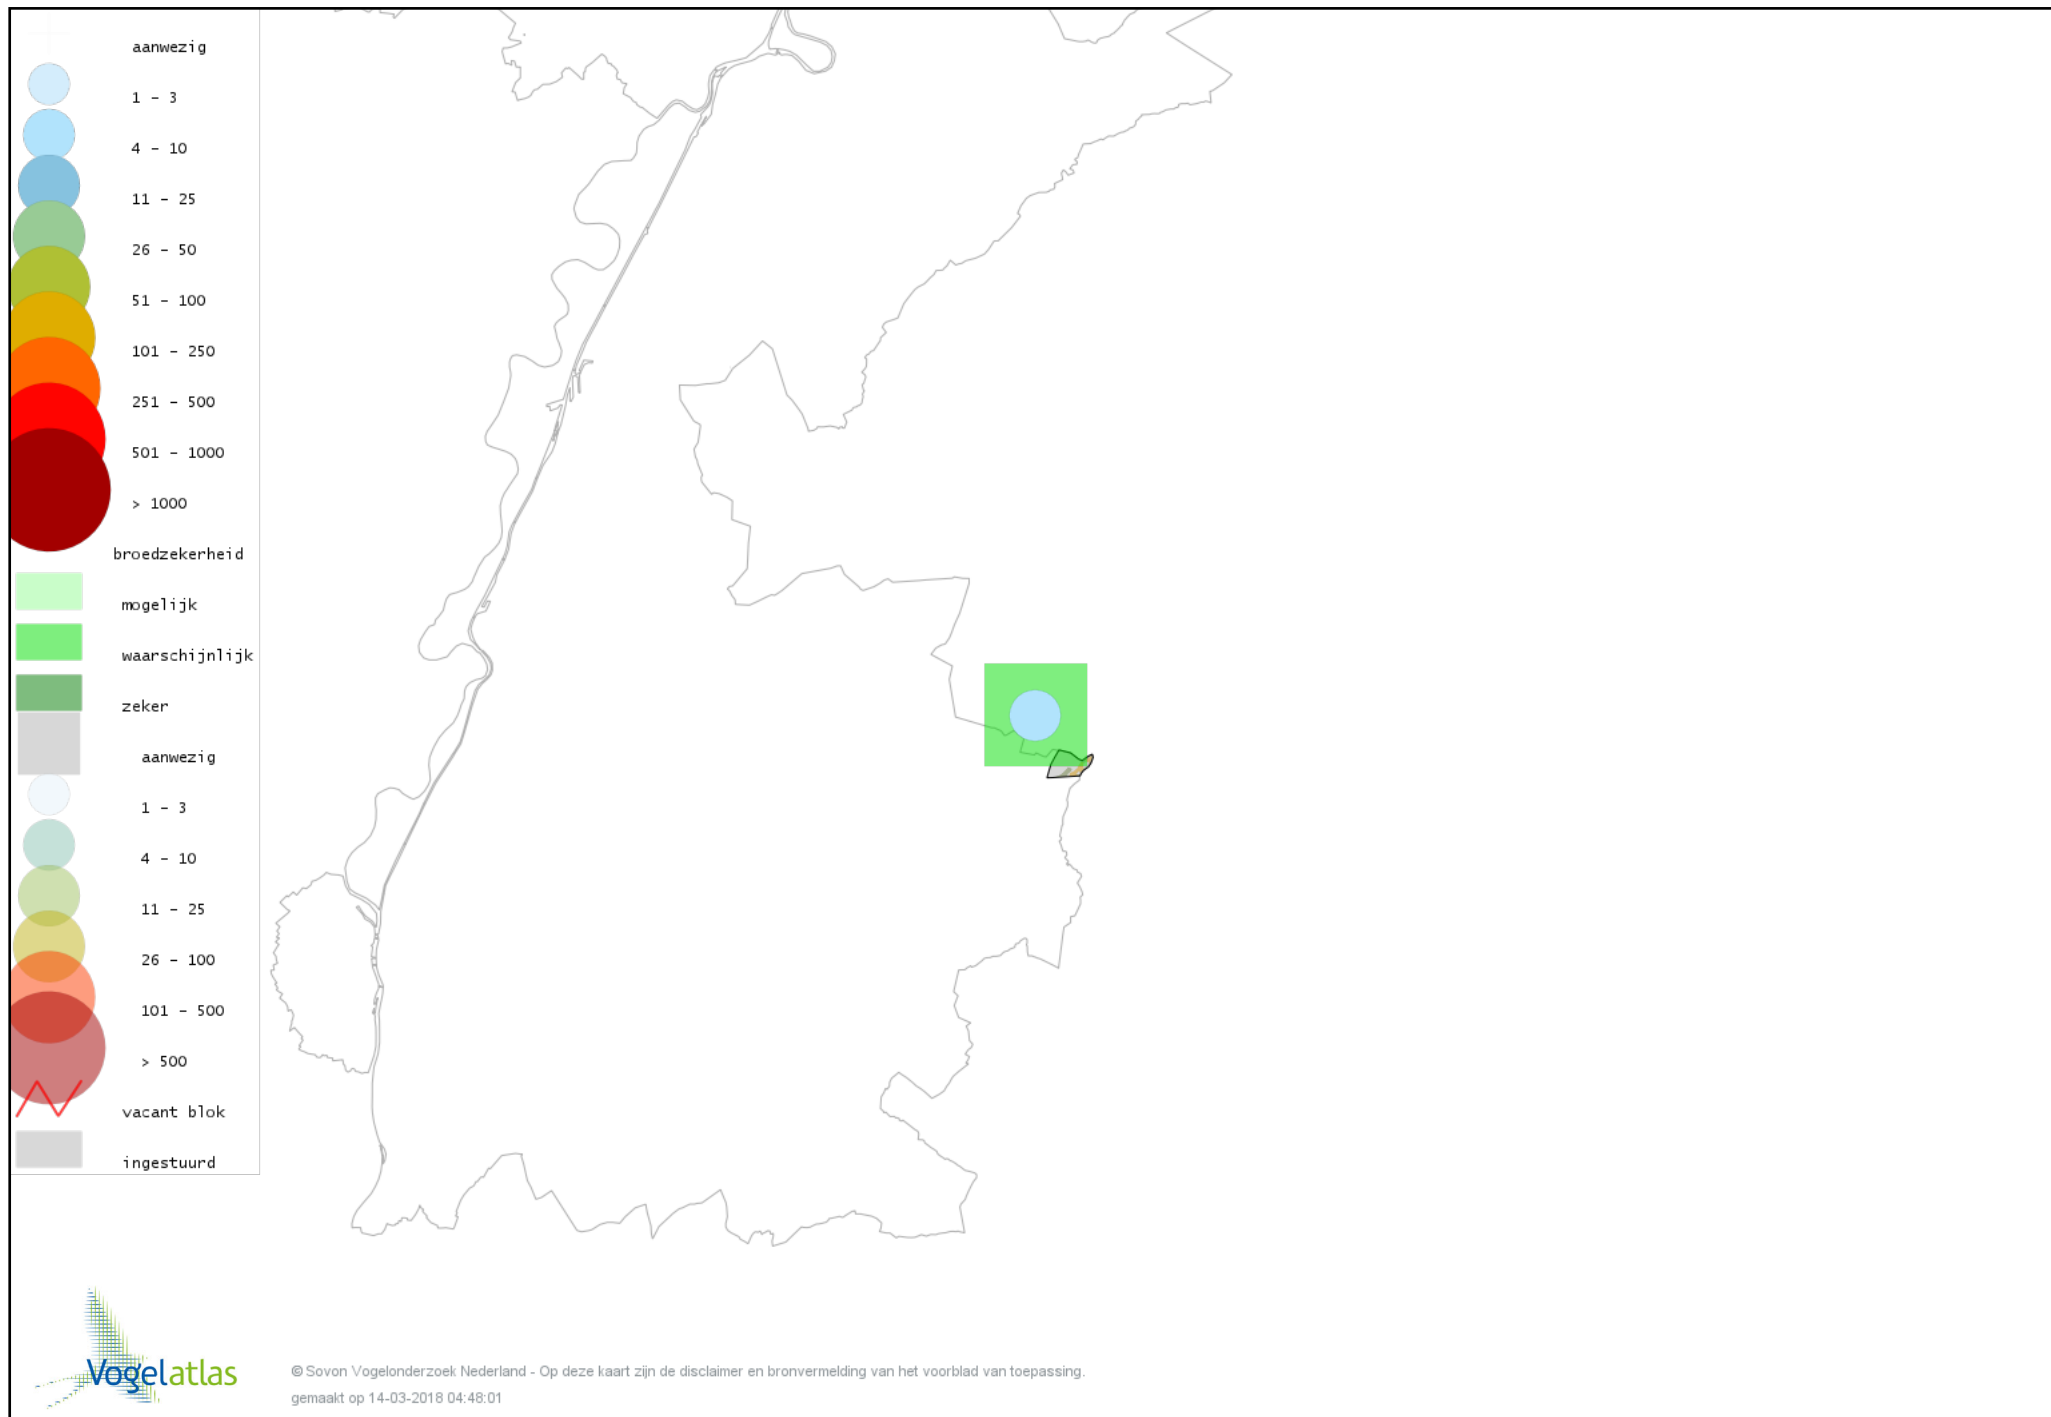 aanwezig
1 - 3
4 - 10
11 - 25
26 - 50
51 - 100
101 - 250
251 - 500
501 - 1000
> 1000
broedzekerheid
mogelijk
waarschijnlijk
zeker
aanwezig
1 - 3
4 - 10
11 - 25
26 - 100
101 - 500
> 500
vacant blok
ingestuurd
Vogelatlas
© Sovon Vogelonderzoek Nederland - Op deze kaart zijn de disclaimer en bronvermelding van het voorblad van toepassing.
gemaakt op 14-03-2018 04:48:01